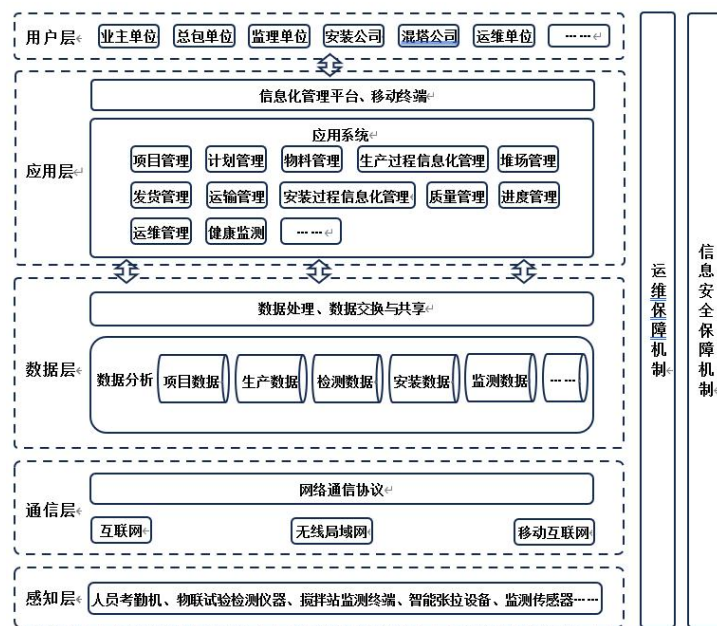 用户层 业主单位 总包单位 监理单位 安装公司 混塔公司 运维单位 ……
信息化管理平台、移动终端
应用系统
项目管理 计划管理 物料管理 生产过程信息化管理 堆场管理
应用层
发货管理 运输管理 安装过程信息化管理 质量管理 进度管理
运维管理 健康监测 ……
数据处理、数据交换与共享
数据层
数据分析 项目数据 生产数据 检测数据 安装数据 监测数据 ……
网络通信协议
通信层
互联网 无线局域网 移动互联网
感知层 人员考勤机、物联试验检测仪器、搅拌站监测终端、智能张拉设备、监测传感器……
运维保障机制
信息安全保障机制